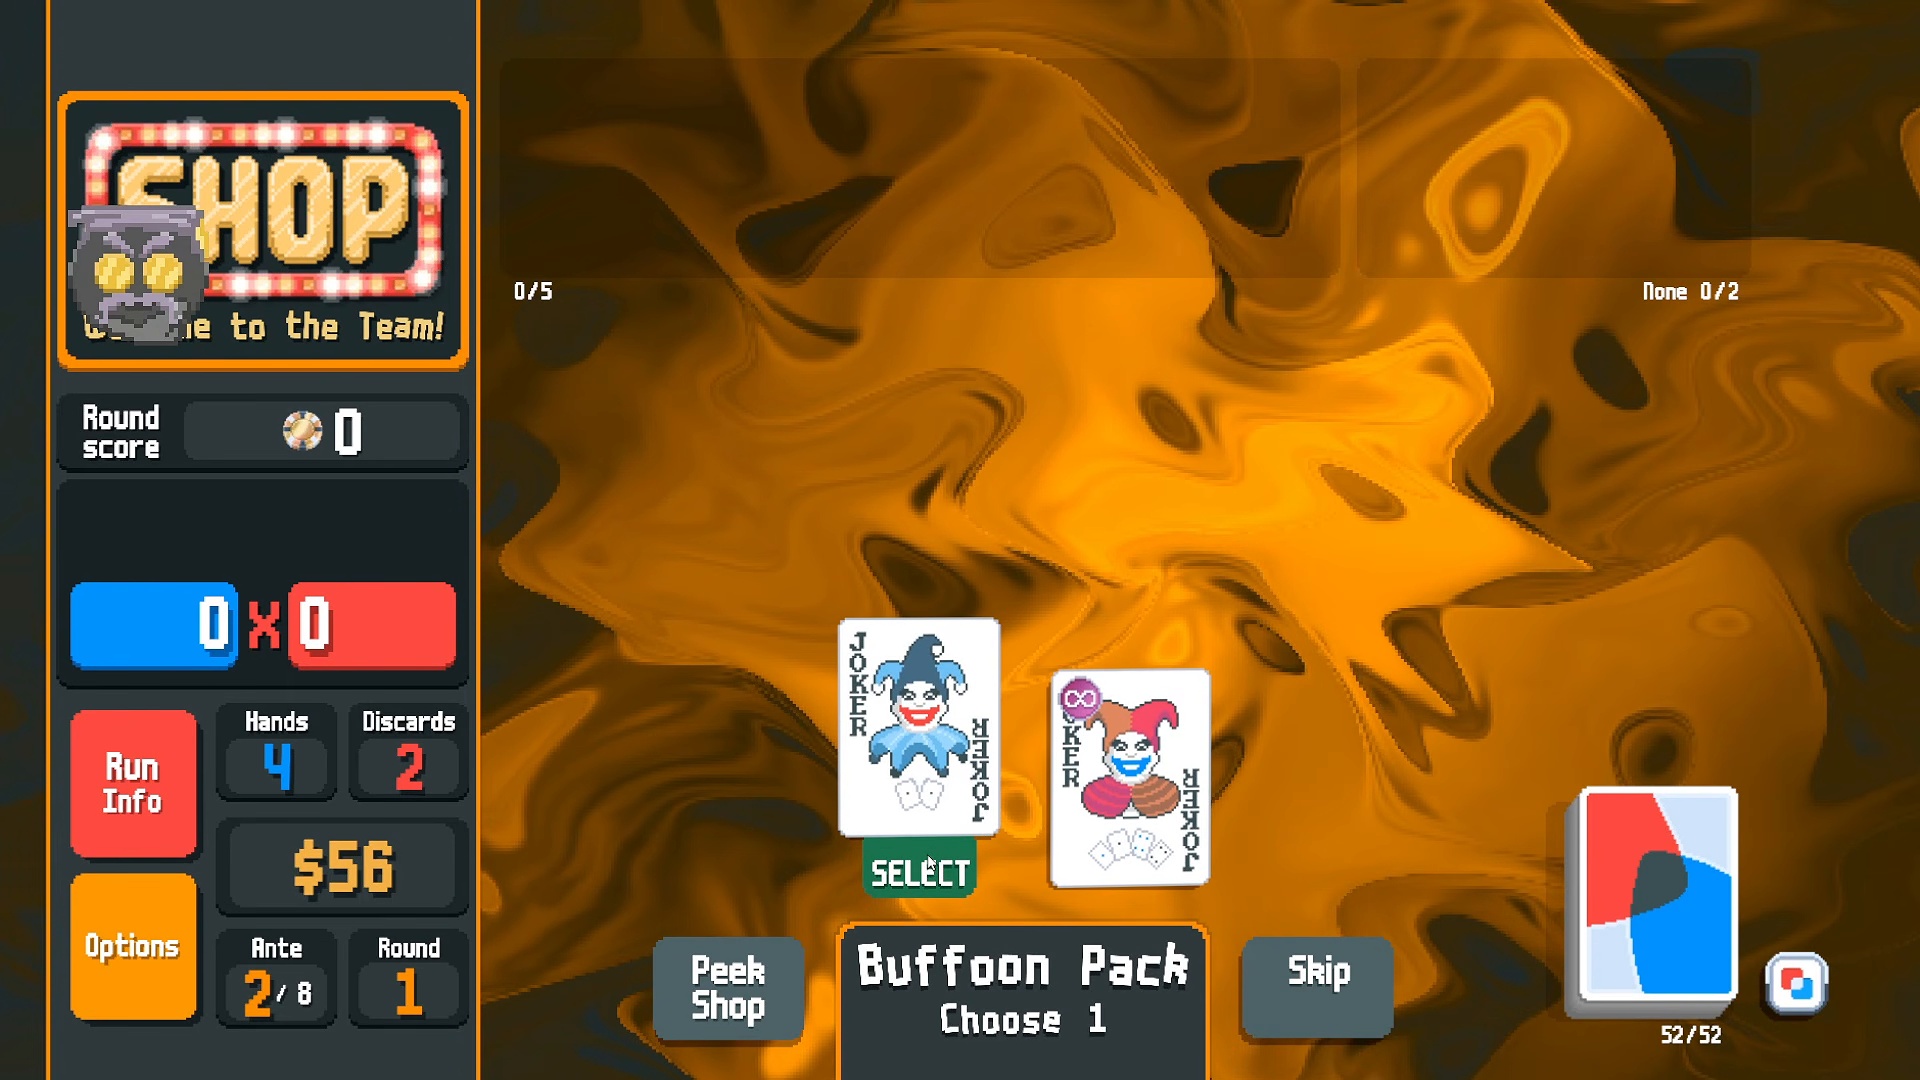 SHOP
to the Team!
0/5
None 0/2
Round
score
0
0 X 0
Hands
4
Discards
2
Run
Info
$56
Options
Ante
2 / 8
Round
1
JOKER
JOKER
SELECT
JOKER
Peek
Shop
Buffoon Pack
Choose 1
Skip
52/52